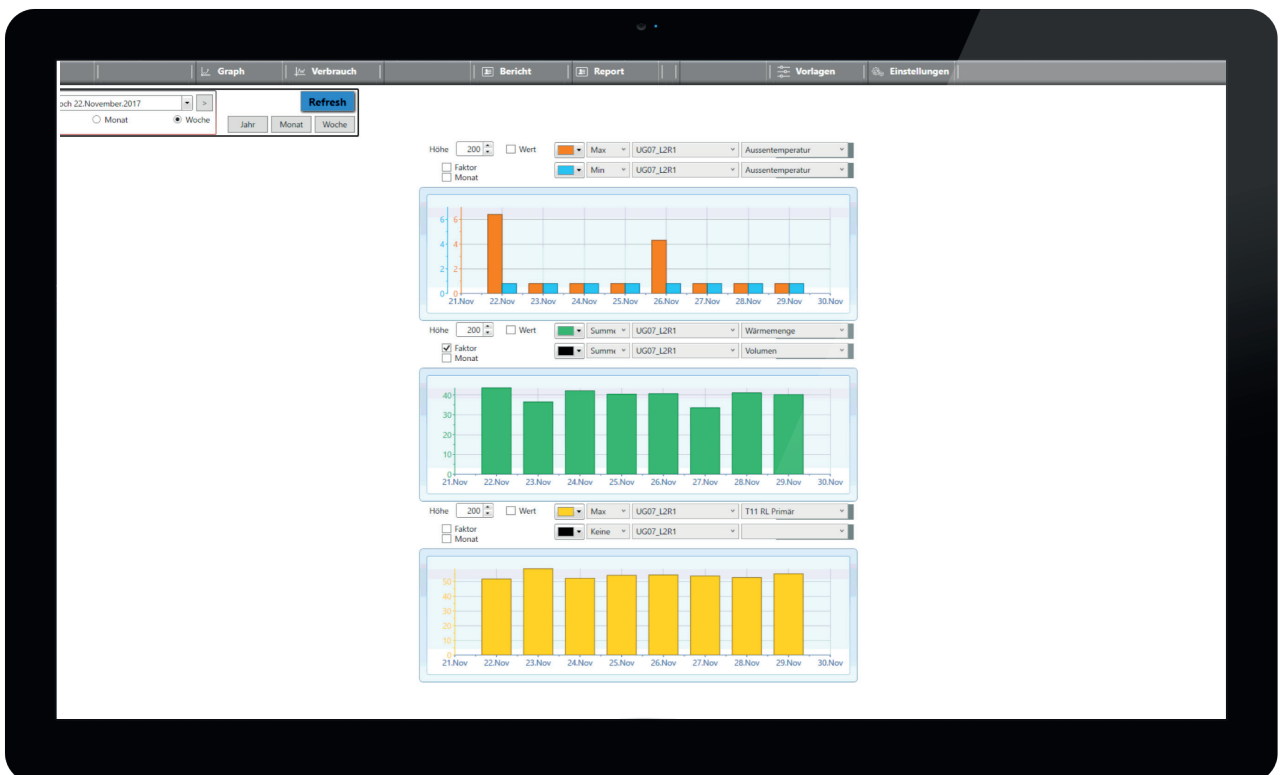 Graph Verbrauch Bericht Report Vorlagen Einstellungen
och 22.November.2017 >
Refresh
Monat Woche
Jahr Monat Woche
Höhe 200 Wert Max UG07_L2R1 Aussentemperatur
Faktor Min UG07_L2R1 Aussentemperatur
Monat
6 6
4 4
2 2
0 0
21.Nov 22.Nov 23.Nov 24.Nov 25.Nov 26.Nov 27.Nov 28.Nov 29.Nov 30.Nov
Höhe 200 Wert Summe UG07_L2R1 Wärmemenge
Faktor Summe UG07_L2R1 Volumen
Monat
40
30
20
10
0
21.Nov 22.Nov 23.Nov 24.Nov 25.Nov 26.Nov 27.Nov 28.Nov 29.Nov 30.Nov
Höhe 200 Wert Max UG07_L2R1 T11 RL Primär
Faktor Keine UG07_L2R1
Monat
50
40
30
20
10
0
21.Nov 22.Nov 23.Nov 24.Nov 25.Nov 26.Nov 27.Nov 28.Nov 29.Nov 30.Nov